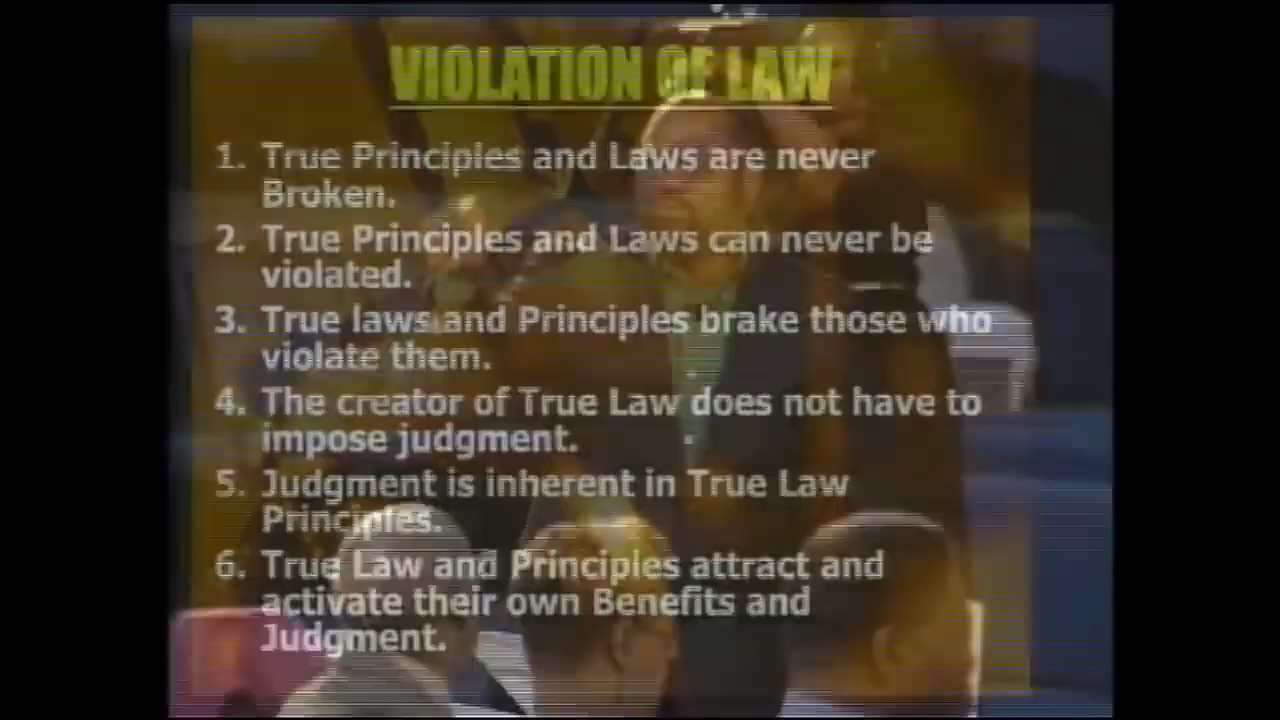 VIOLATION OF LAW
1. True Principles and Laws are never
Broken.
2. True Principles and Laws can never be
violated.
3. True laws and Principles brake those who
violate them.
4. The creator of True Law does not have to
impose judgment.
5. Judgment is inherent in True Law
Principles.
6. True Law and Principles attract and
activate their own Benefits and
Judgment.